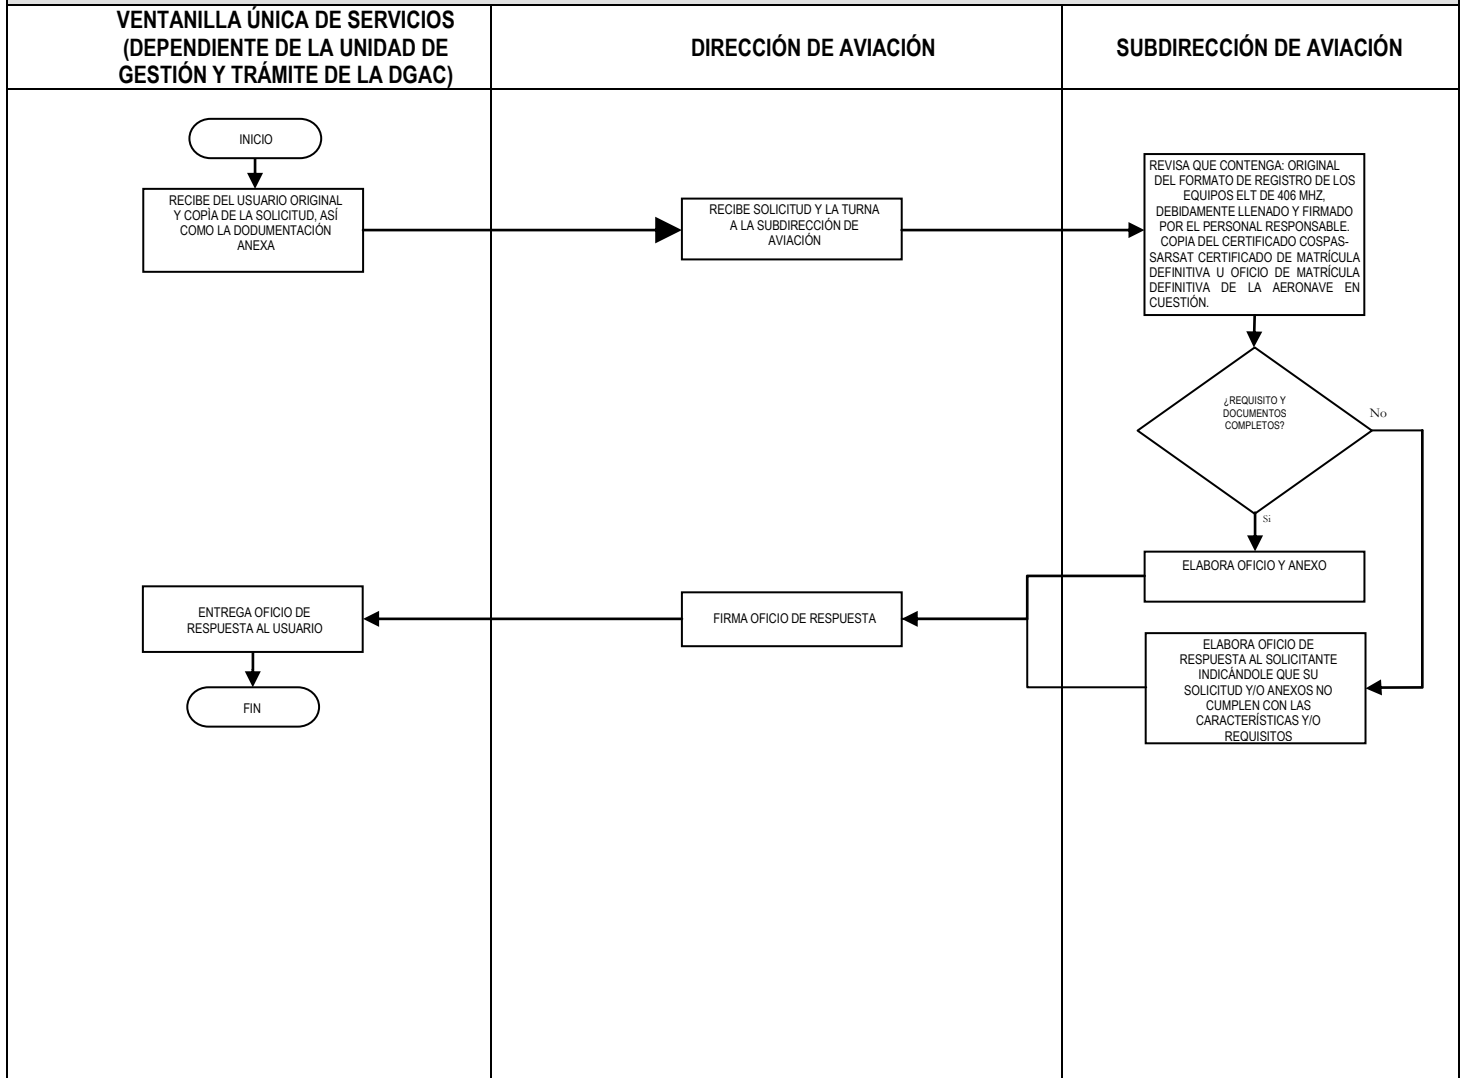 VENTANILLA ÚNICA DE SERVICIOS
(DEPENDIENTE DE LA UNIDAD DE
GESTIÓN Y TRÁMITE DE LA DGAC)
DIRECCIÓN DE AVIACIÓN
SUBDIRECCIÓN DE AVIACIÓN
INICIO
RECIBE DEL USUARIO ORIGINAL
Y COPÌA DE LA SOLICITUD, ASÍ
COMO LA DODUMENTACIÓN
ANEXA
RECIBE SOLICITUD Y LA TURNA
A LA SUBDIRECCIÓN DE
AVIACIÓN
REVISA QUE CONTENGA: ORIGINAL
DEL FORMATO DE REGISTRO DE LOS
EQUIPOS ELT DE 406 MHZ,
DEBIDAMENTE LLENADO Y FIRMADO
POR EL PERSONAL RESPONSABLE.
COPIA DEL CERTIFICADO COSPAS-
SARSAT CERTIFICADO DE MATRÍCULA
DEFINITIVA U OFICIO DE MATRÍCULA
DEFINITIVA DE LA AERONAVE EN
CUESTIÓN.
¿REQUISITO Y
DOCUMENTOS
COMPLETOS?
No
Si
ELABORA OFICIO Y ANEXO
ELABORA OFICIO DE
RESPUESTA AL SOLICITANTE
INDICÁNDOLE QUE SU
SOLICITUD Y/O ANEXOS NO
CUMPLEN CON LAS
CARACTERÍSTICAS Y/O
REQUISITOS
FIRMA OFICIO DE RESPUESTA
ENTREGA OFICIO DE
RESPUESTA AL USUARIO
FIN